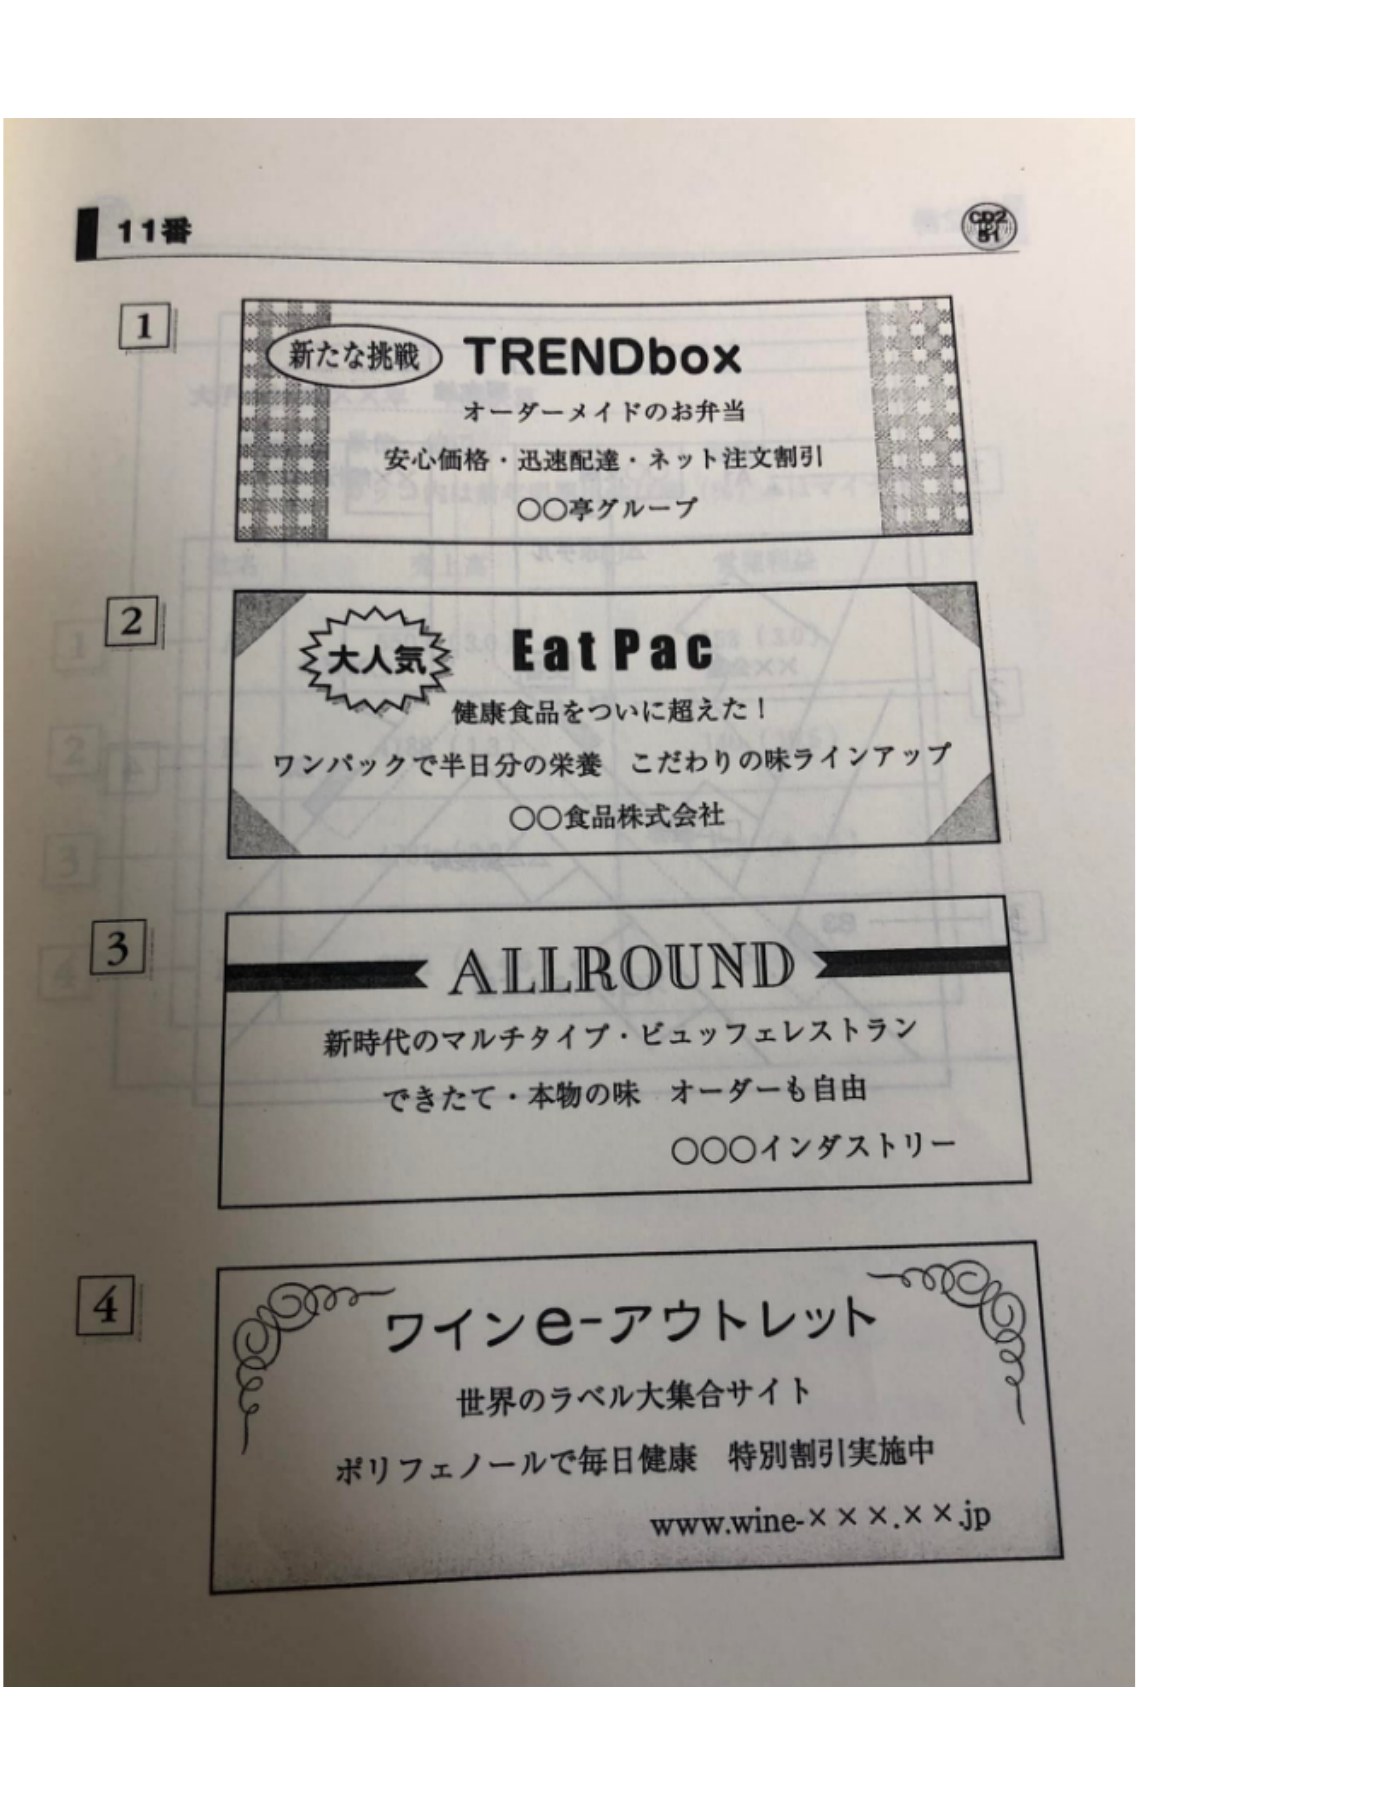 11番
CD2
51
1
新たな挑戦
TRENDbox
オーダーメイドのお弁当
安心価格・迅速配達・ネット注文割引
○○亭グループ
2
大人気
Eat Pac
健康食品をついに超えた！
ワンパックで半日分の栄養　こだわりの味ラインアップ
○○食品株式会社
3
ALLROUND
新時代のマルチタイプ・ビュッフェレストラン
できたて・本物の味　オーダーも自由
○○○インダストリー
4
ワインe-アウトレット
世界のラベル大集合サイト
ポリフェノールで毎日健康　特別割引実施中
www.wine-×××.××.jp